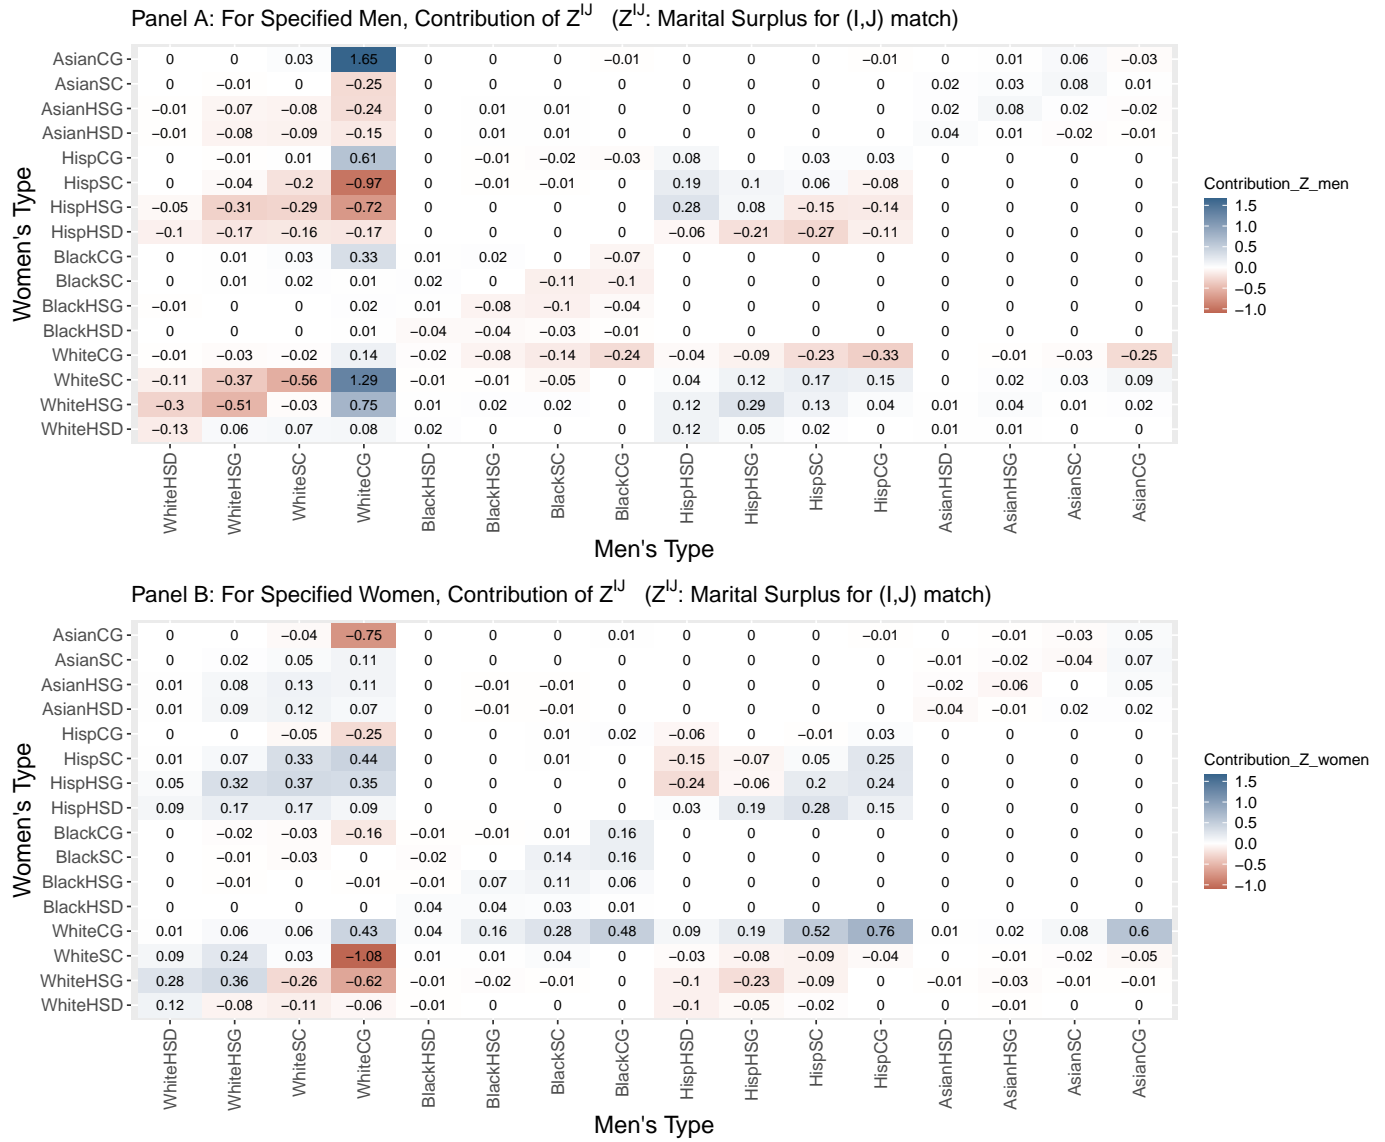 Panel A: For Specified Men, Contribution of Z^IJ (Z^IJ: Marital Surplus for (I,J) match)
Women's Type
AsianCG 0 0 0.03 1.65 0 0 0 −0.01 0 0 0 −0.01 0 0.01 0.06 −0.03
AsianSC 0 −0.01 0 −0.25 0 0 0 0 0 0 0 0 0.02 0.03 0.08 0.01
AsianHSG −0.01 −0.07 −0.08 −0.24 0 0.01 0.01 0 0 0 0 0 0.02 0.08 0.02 −0.02
AsianHSD −0.01 −0.08 −0.09 −0.15 0 0.01 0.01 0 0 0 0 0 0.04 0.01 −0.02 −0.01
HispCG 0 −0.01 0.01 0.61 0 −0.01 −0.02 −0.03 0.08 0 0.03 0.03 0 0 0 0
HispSC 0 −0.04 −0.2 −0.97 0 −0.01 −0.01 0 0.19 0.1 0.06 −0.08 0 0 0 0
HispHSG −0.05 −0.31 −0.29 −0.72 0 0 0 0 0.28 0.08 −0.15 −0.14 0 0 0 0
HispHSD −0.1 −0.17 −0.16 −0.17 0 0 0 0 −0.06 −0.21 −0.27 −0.11 0 0 0 0
BlackCG 0 0.01 0.03 0.33 0.01 0.02 0 −0.07 0 0 0 0 0 0 0 0
BlackSC 0 0.01 0.02 0.01 0.02 0 −0.11 −0.1 0 0 0 0 0 0 0 0
BlackHSG −0.01 0 0 0.02 0.01 −0.08 −0.1 −0.04 0 0 0 0 0 0 0 0
BlackHSD 0 0 0 0.01 −0.04 −0.04 −0.03 −0.01 0 0 0 0 0 0 0 0
WhiteCG −0.01 −0.03 −0.02 0.14 −0.02 −0.08 −0.14 −0.24 −0.04 −0.09 −0.23 −0.33 0 −0.01 −0.03 −0.25
WhiteSC −0.11 −0.37 −0.56 1.29 −0.01 −0.01 −0.05 0 0.04 0.12 0.17 0.15 0 0.02 0.03 0.09
WhiteHSG −0.3 −0.51 −0.03 0.75 0.01 0.02 0.02 0 0.12 0.29 0.13 0.04 0.01 0.04 0.01 0.02
WhiteHSD −0.13 0.06 0.07 0.08 0.02 0 0 0 0.12 0.05 0.02 0 0.01 0.01 0 0
WhiteHSD WhiteHSG WhiteSC WhiteCG BlackHSD BlackHSG BlackSC BlackCG HispHSD HispHSG HispSC HispCG AsianHSD AsianHSG AsianSC AsianCG
Men's Type
Contribution_Z_men
1.5
1.0
0.5
0.0
−0.5
−1.0
Panel B: For Specified Women, Contribution of Z^IJ (Z^IJ: Marital Surplus for (I,J) match)
Women's Type
AsianCG 0 0 −0.04 −0.75 0 0 0 0.01 0 0 0 −0.01 0 −0.01 −0.03 0.05
AsianSC 0 0.02 0.05 0.11 0 0 0 0 0 0 0 0 −0.01 −0.02 −0.04 0.07
AsianHSG 0.01 0.08 0.13 0.11 0 −0.01 −0.01 0 0 0 0 0 −0.02 −0.06 0 0.05
AsianHSD 0.01 0.09 0.12 0.07 0 −0.01 −0.01 0 0 0 0 0 −0.04 −0.01 0.02 0.02
HispCG 0 0 −0.05 −0.25 0 0 0.01 0.02 −0.06 0 −0.01 0.03 0 0 0 0
HispSC 0.01 0.07 0.33 0.44 0 0 0.01 0 −0.15 −0.07 0.05 0.25 0 0 0 0
HispHSG 0.05 0.32 0.37 0.35 0 0 0 0 −0.24 −0.06 0.2 0.24 0 0 0 0
HispHSD 0.09 0.17 0.17 0.09 0 0 0 0 0.03 0.19 0.28 0.15 0 0 0 0
BlackCG 0 −0.02 −0.03 −0.16 −0.01 −0.01 0.01 0.16 0 0 0 0 0 0 0 0
BlackSC 0 −0.01 −0.03 0 −0.02 0 0.14 0.16 0 0 0 0 0 0 0 0
BlackHSG 0 −0.01 0 −0.01 −0.01 0.07 0.11 0.06 0 0 0 0 0 0 0 0
BlackHSD 0 0 0 0 0.04 0.04 0.03 0.01 0 0 0 0 0 0 0 0
WhiteCG 0.01 0.06 0.06 0.43 0.04 0.16 0.28 0.48 0.09 0.19 0.52 0.76 0.01 0.02 0.08 0.6
WhiteSC 0.09 0.24 0.03 −1.08 0.01 0.01 0.04 0 −0.03 −0.08 −0.09 −0.04 0 −0.01 −0.02 −0.05
WhiteHSG 0.28 0.36 −0.26 −0.62 −0.01 −0.02 −0.01 0 −0.1 −0.23 −0.09 0 −0.01 −0.03 −0.01 −0.01
WhiteHSD 0.12 −0.08 −0.11 −0.06 −0.01 0 0 0 −0.1 −0.05 −0.02 0 0 −0.01 0 0
WhiteHSD WhiteHSG WhiteSC WhiteCG BlackHSD BlackHSG BlackSC BlackCG HispHSD HispHSG HispSC HispCG AsianHSD AsianHSG AsianSC AsianCG
Men's Type
Contribution_Z_women
1.5
1.0
0.5
0.0
−0.5
−1.0